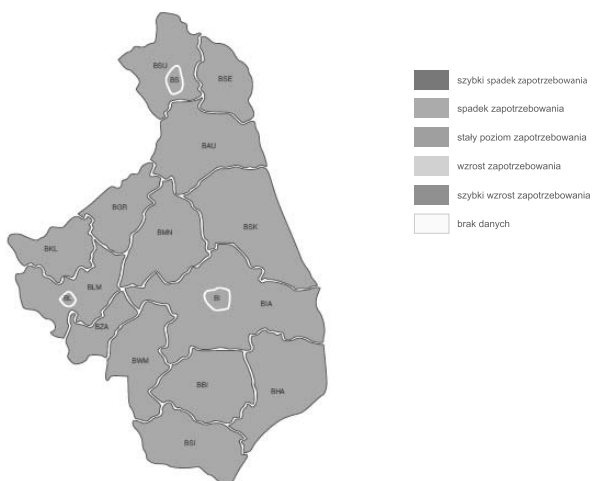 BSU
BS
BSE
BAU
BGR
BMN
BSK
BKL
BL
BLM
BI
BIA
BZA
BWM
BBI
BHA
BSI
szybki spadek zapotrzebowania
spadek zapotrzebowania
stały poziom zapotrzebowania
wzrost zapotrzebowania
szybki wzrost zapotrzebowania
brak danych